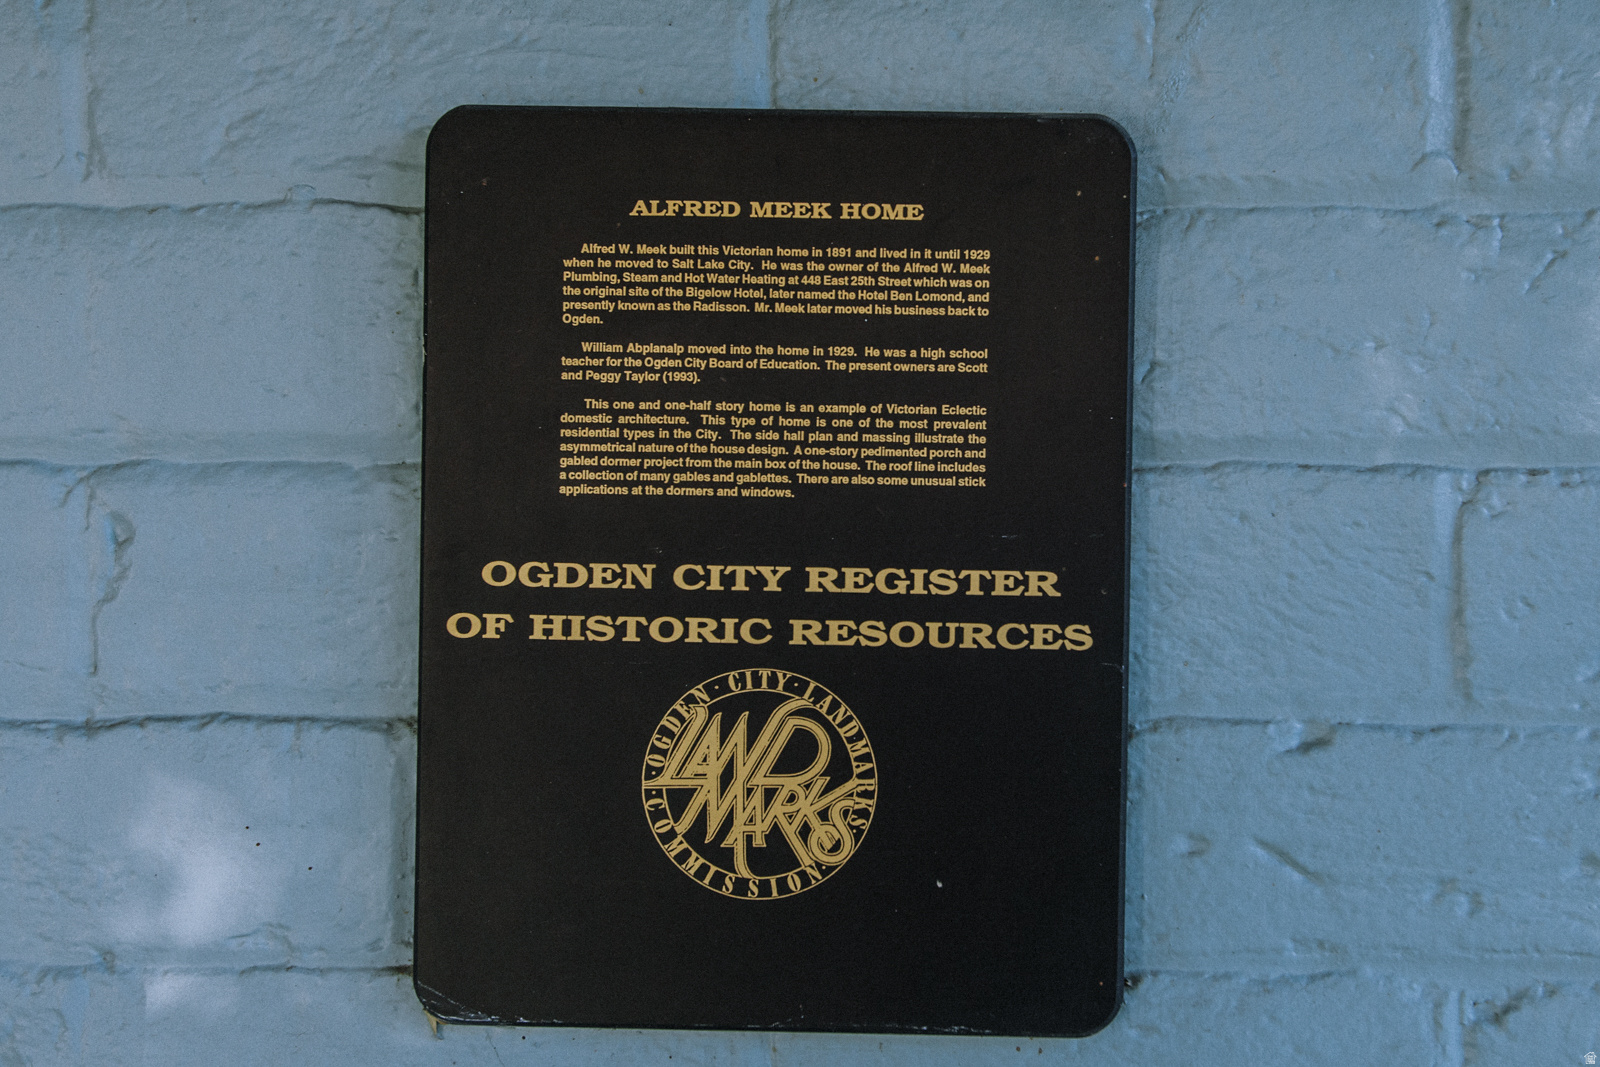 ALFRED MEEK HOME
Alfred W. Meek built this Victorian home in 1891 and lived in it until 1929
when he moved to Salt Lake City. He was the owner of the Alfred W. Meek
Plumbing, Steam and Hot Water Heating at 448 East 25th Street which was on
the original site of the Bigelow Hotel, later named the Hotel Ben Lomond, and
presently known as the Radisson. Mr. Meek later moved his business back to
Ogden.
William Abplanalp moved into the home in 1929. He was a high school
teacher for the Ogden City Board of Education. The present owners are Scott
and Peggy Taylor (1993).
This one and one-half story home is an example of Victorian Eclectic
domestic architecture. This type of home is one of the most prevalent
residential types in the City. The side hall plan and massing illustrate the
asymmetrical nature of the house design. A one-story pedimented porch and
gabled dormer project from the main box of the house. The roof line includes
a collection of many gables and gablettes. There are also some unusual stick
applications at the dormers and windows.
OGDEN CITY REGISTER
OF HISTORIC RESOURCES
·OGDEN·CITY·LANDMARKS·
LAND
MARKS
COMMISSION